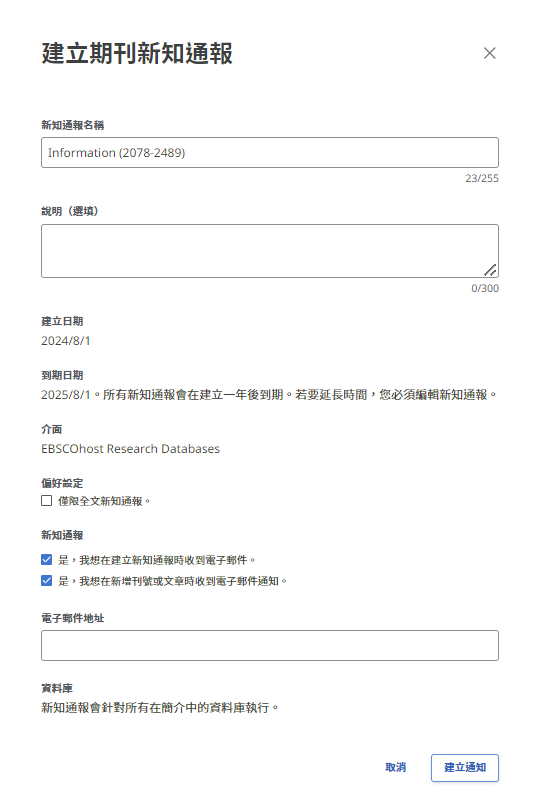 建立期刊新知通報
新知通報名稱
Information (2078-2489)
23/255
說明（選填）
0/300
建立日期
2024/8/1
到期日期
2025/8/1。所有新知通報會在建立一年後到期。若要延長時間，您必須編輯新知通報。
介面
EBSCOhost Research Databases
偏好設定
僅限全文新知通報。
新知通報
是，我想在建立新知通報時收到電子郵件。
是，我想在新增刊號或文章時收到電子郵件通知。
電子郵件地址
資料庫
新知通報會針對所有在簡介中的資料庫執行。
取消
建立通知